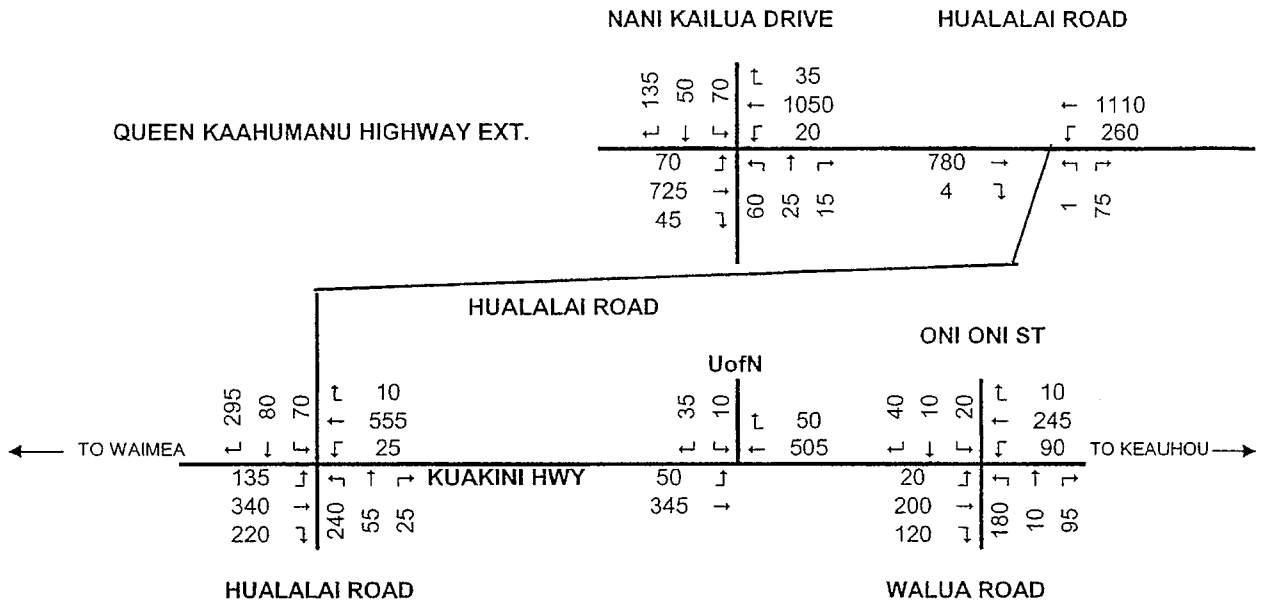 NANI KAILUA DRIVE HUALALAI ROAD
135 50 70 ↰ 35
← 1050 ← 1110
QUEEN KAAHUMANU HIGHWAY EXT. 20 260
70 780 →
725 → 4
45 60 25 15 1 75
HUALALAI ROAD
ONI ONI ST
UofN
295 80 70 10 35 10 50 40 10 20 10
← 555 ← 245
← TO WAIMEA 25 ← 505 90 TO KEAUHOU →
135 KUAKINI HWY 50 20
340 → 345 → 200 →
220 240 55 25 120 180 10 95
HUALALAI ROAD WALUA ROAD